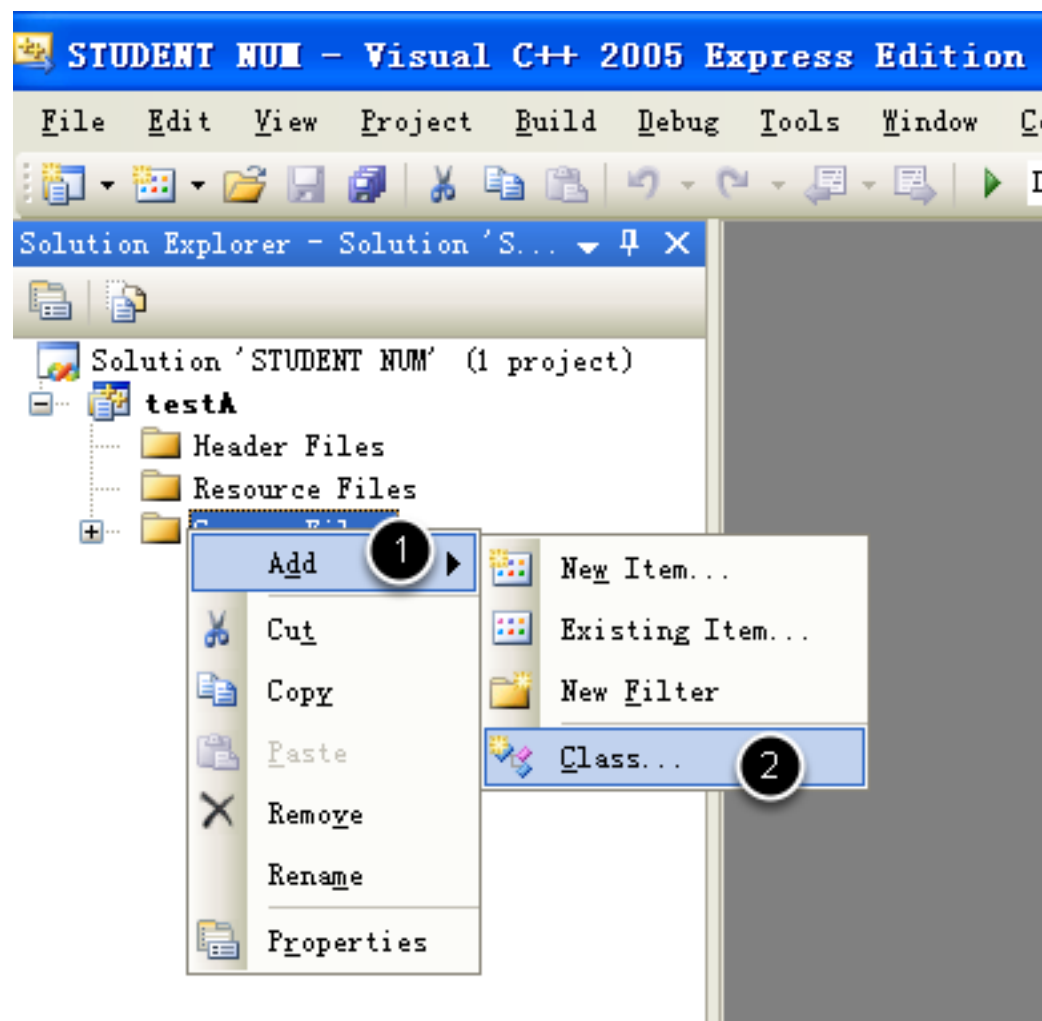 STUDENT NUM - Visual C++ 2005 Express Edition
File Edit View Project Build Debug Tools Window
Solution Explorer - Solution 'S...
Solution 'STUDENT NUM' (1 project)
testA
Header Files
Resource Files
Add 1
New Item...
Cut
Existing Item...
Copy
New Filter
Paste
Class... 2
Remove
Rename
Properties